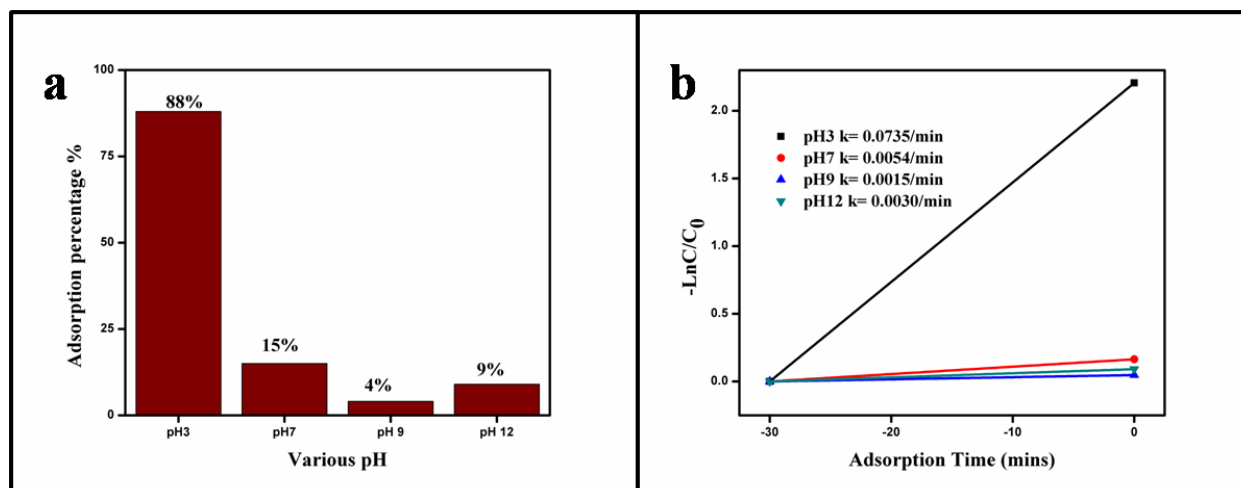 a
100
75
50
25
0
Adsorption percentage %
88%
15%
4%
9%
pH3
pH7
pH 9
pH 12
Various pH
b
2.0
1.5
1.0
0.5
0.0
-LnC/C0
pH3 k= 0.0735/min
pH7 k= 0.0054/min
pH9 k= 0.0015/min
pH12 k= 0.0030/min
-30
-20
-10
0
Adsorption Time (mins)